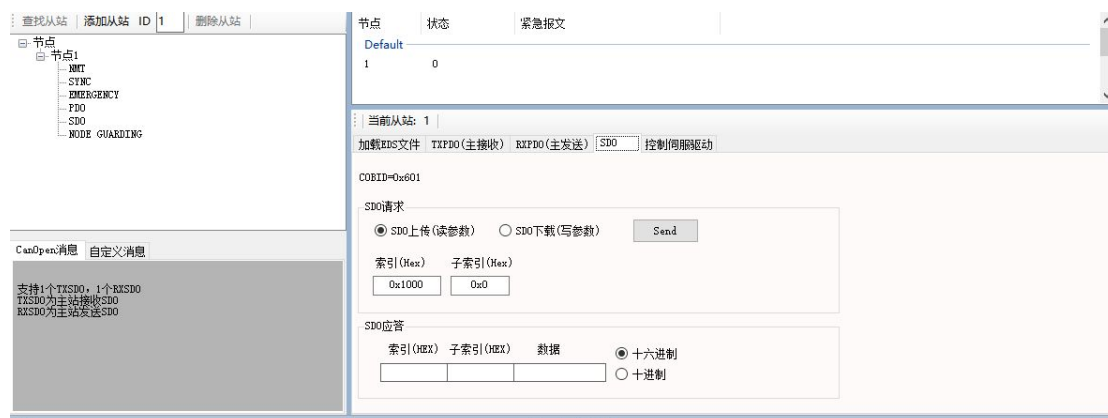 查找从站 添加从站 ID 1 删除从站
节点
节点1
NMT
SYNC
EMERGENCY
PDO
SDO
NODE GUARDING
CanOpen消息 自定义消息
支持1个TXSDO，1个RXSDO
TXSDO为主站接收SDO
RXSDO为主站发送SDO
节点 状态 紧急报文
Default
1 0
当前从站: 1
加载EDS文件 TXPDO(主接收) RXPDO(主发送) SDO 控制伺服驱动
COBID=0x601
SDO请求
SDO上传(读参数) SDO下载(写参数) Send
索引(Hex) 子索引(Hex)
0x1000 0x0
SDO应答
索引(HEX) 子索引(HEX) 数据
十六进制
十进制